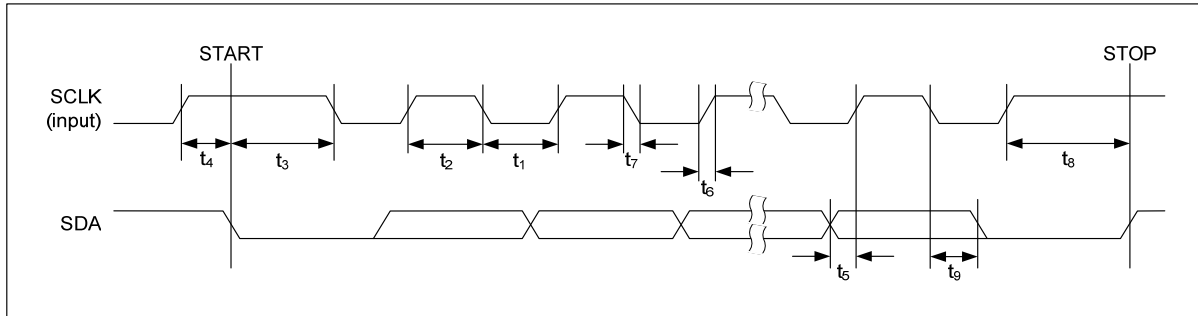 START
STOP
SCLK
(input)
t4
t3
t2
t1
t7
t6
t8
SDA
t5
t9